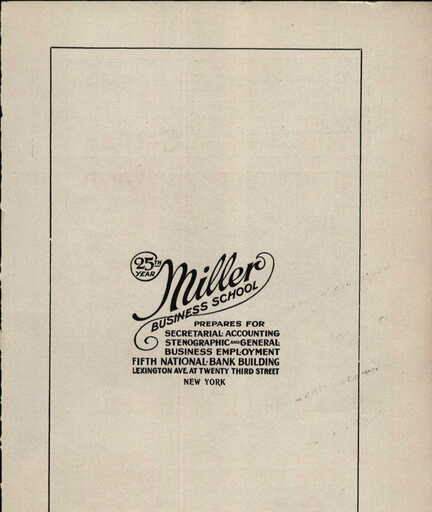 25TH
YEAR
Miller
BUSINESS SCHOOL
PREPARES FOR
SECRETARIAL·ACCOUNTING
STENOGRAPHIC AND GENERAL
BUSINESS EMPLOYMENT
FIFTH NATIONAL·BANK BUILDING
LEXINGTON AVE. AT TWENTY THIRD STREET
NEW YORK